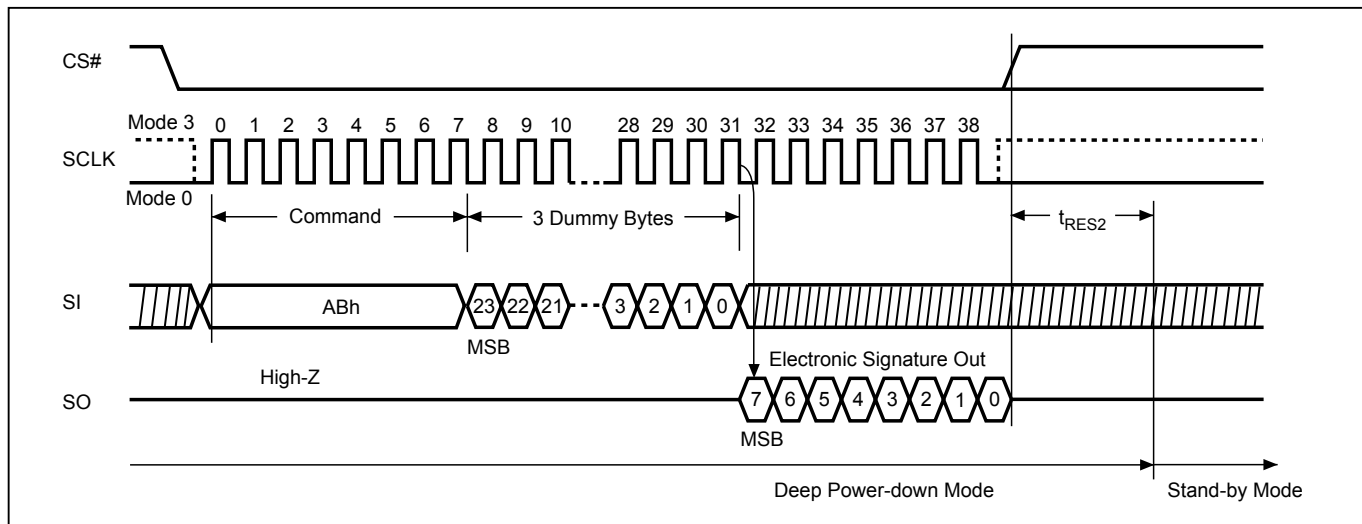 CS#
Mode 3
0 1 2 3 4 5 6 7 8 9 10 28 29 30 31 32 33 34 35 36 37 38
SCLK
Mode 0
Command
3 Dummy Bytes
tRES2
SI
ABh
23 22 21 3 2 1 0
MSB
Electronic Signature Out
High-Z
SO
7 6 5 4 3 2 1 0
MSB
Deep Power-down Mode
Stand-by Mode